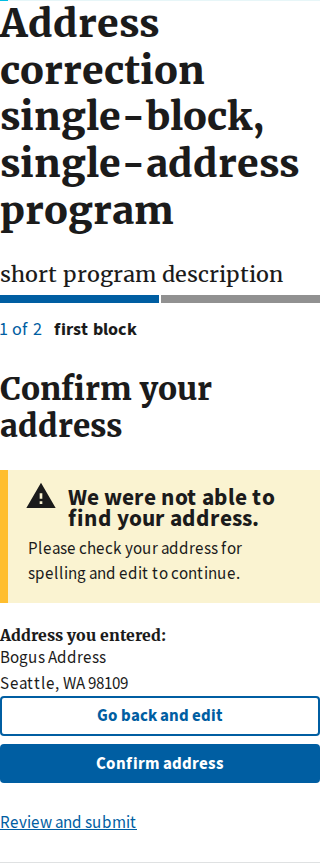 Address
correction
single-block,
single-address
program
short program description
1 of 2 first block
Confirm your
address
We were not able to
find your address.
Please check your address for
spelling and edit to continue.
Address you entered:
Bogus Address
Seattle, WA 98109
Go back and edit
Confirm address
Review and submit